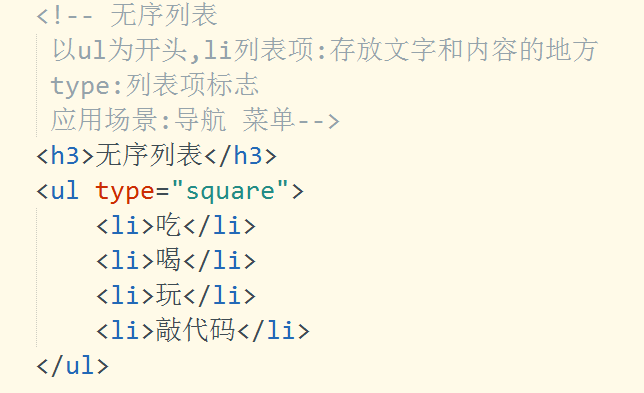 <!-- 无序列表
以ul为开头,li列表项:存放文字和内容的地方
type:列表项标志
应用场景:导航 菜单-->
<h3>无序列表</h3>
<ul type="square">
<li>吃</li>
<li>喝</li>
<li>玩</li>
<li>敲代码</li>
</ul>